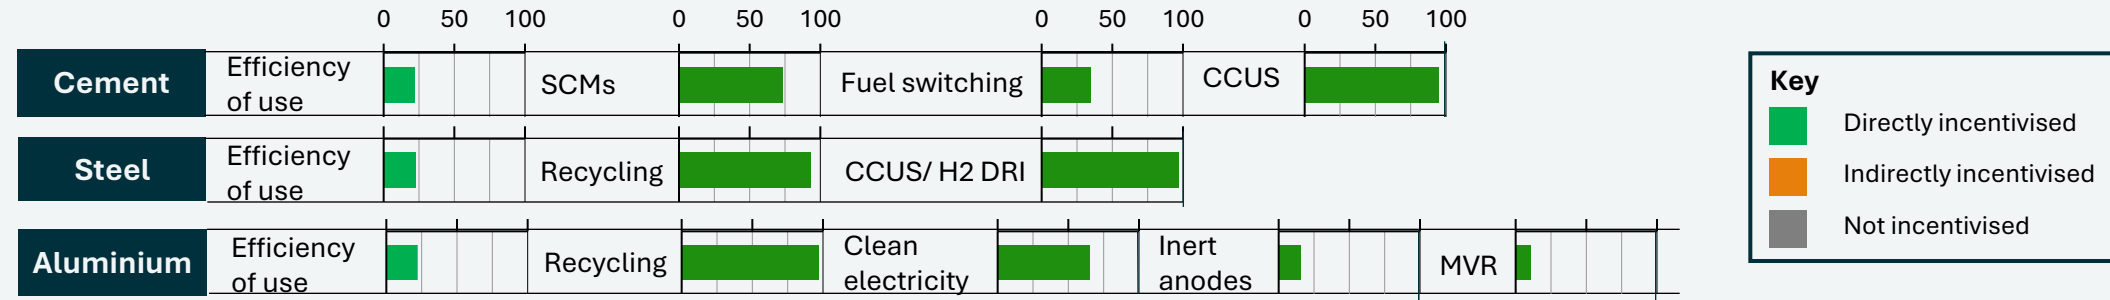 0 50 100 0 50 100 0 50 100 0 50 100
Cement
Efficiency
of use
SCMs
Fuel switching
CCUS
Steel
Efficiency
of use
Recycling
CCUS/ H2 DRI
Aluminium
Efficiency
of use
Recycling
Clean
electricity
Inert
anodes
MVR
Key
Directly incentivised
Indirectly incentivised
Not incentivised